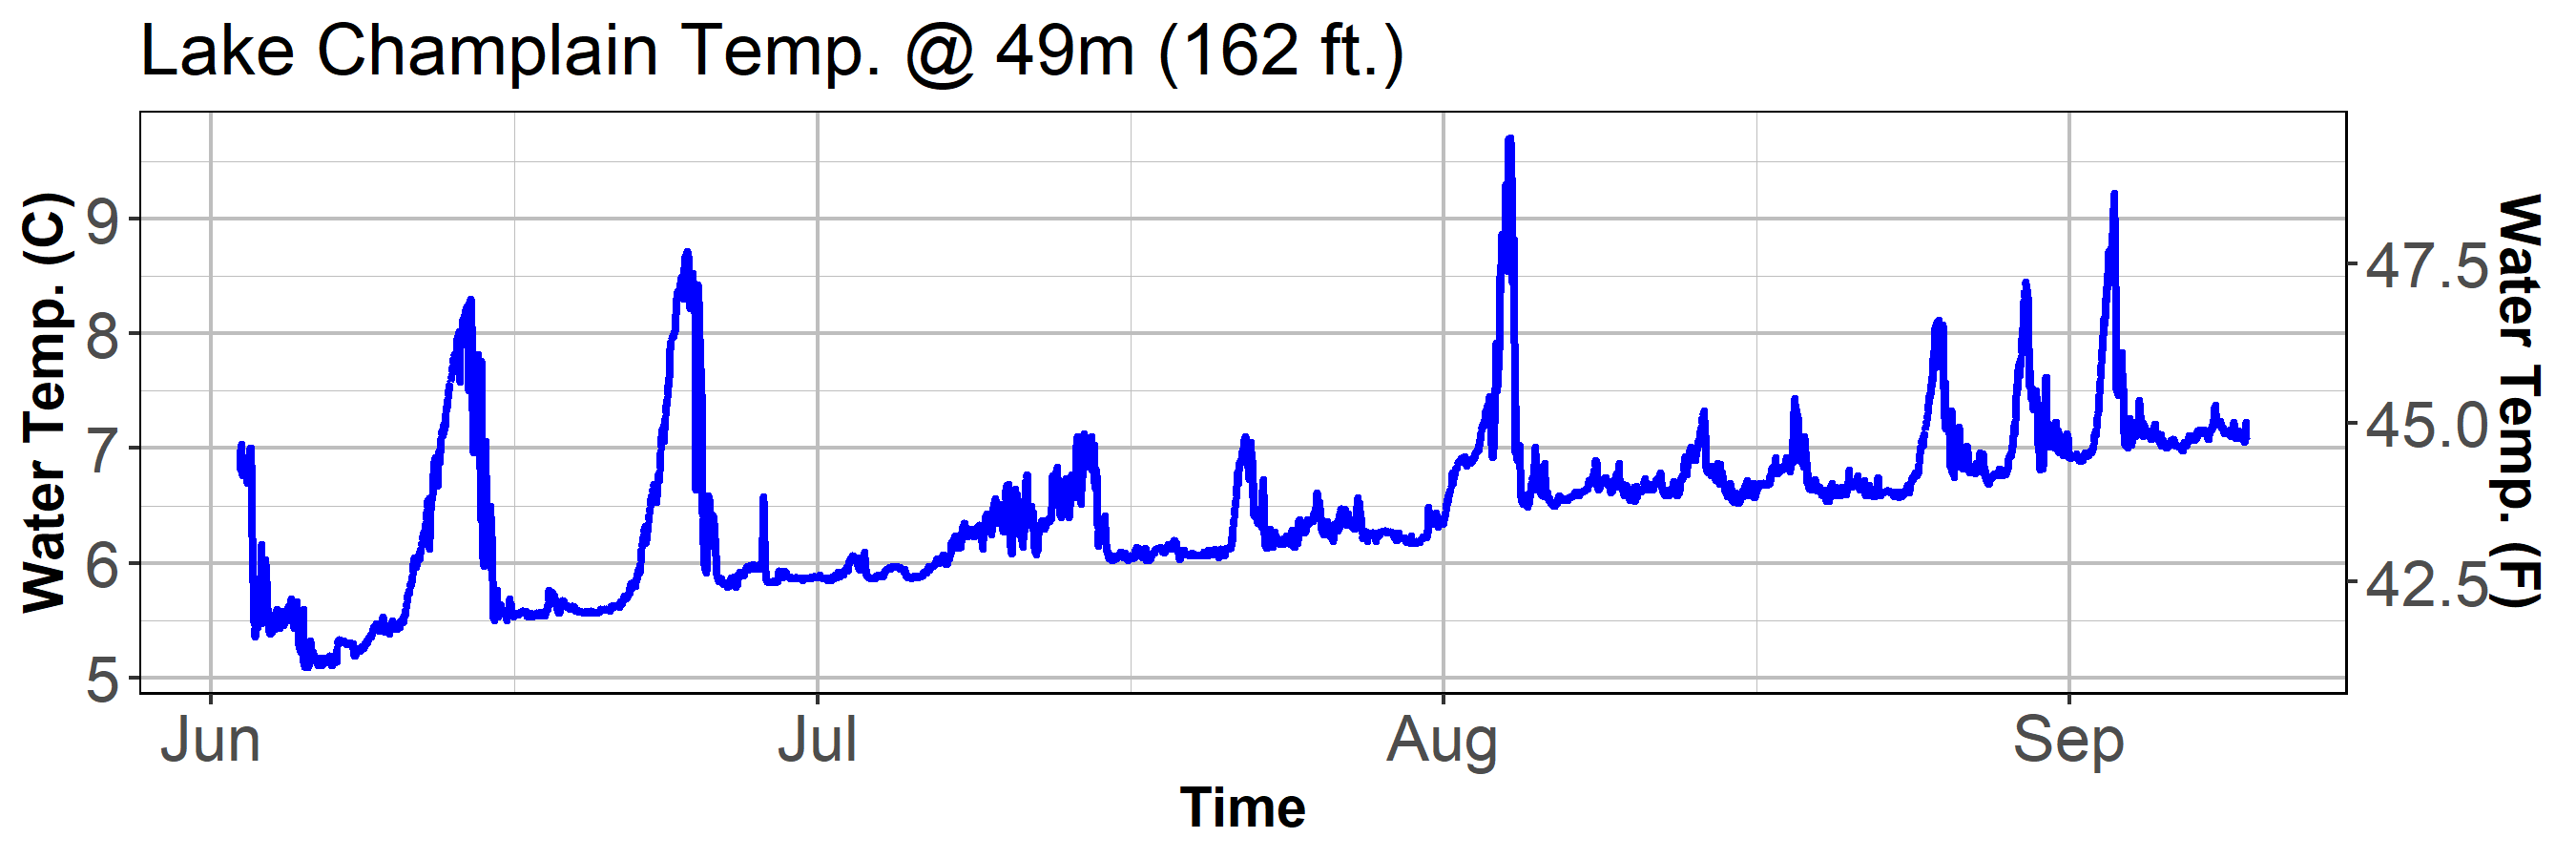 Lake Champlain Temp. @ 49m (162 ft.)
Water Temp. (C)
9
8
7
6
5
47.5
45.0
42.5
Water Temp. (F)
Jun Jul Aug Sep
Time